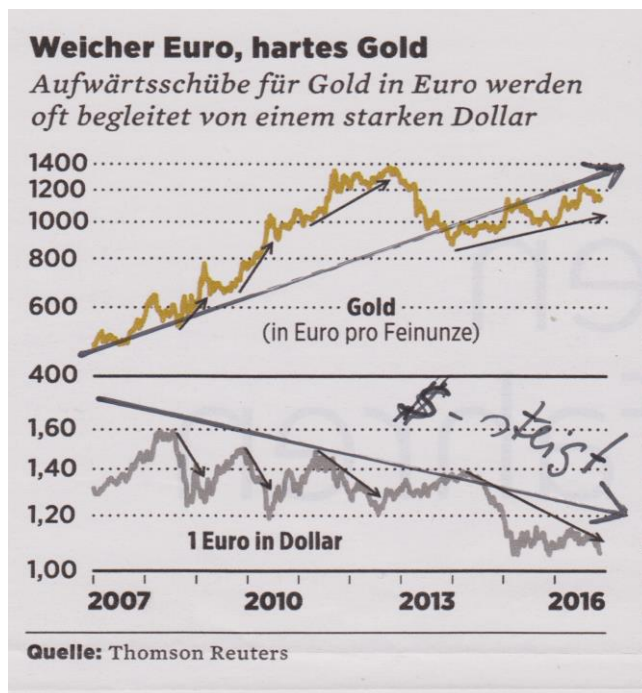 Weicher Euro, hartes Gold
Aufwärtsschübe für Gold in Euro werden
oft begleitet von einem starken Dollar
1400
1200
1000
800
600
Gold
(in Euro pro Feinunze)
400
$ - steigt
1,60
1,40
1,20
1 Euro in Dollar
1,00
2007 2010 2013 2016
Quelle: Thomson Reuters